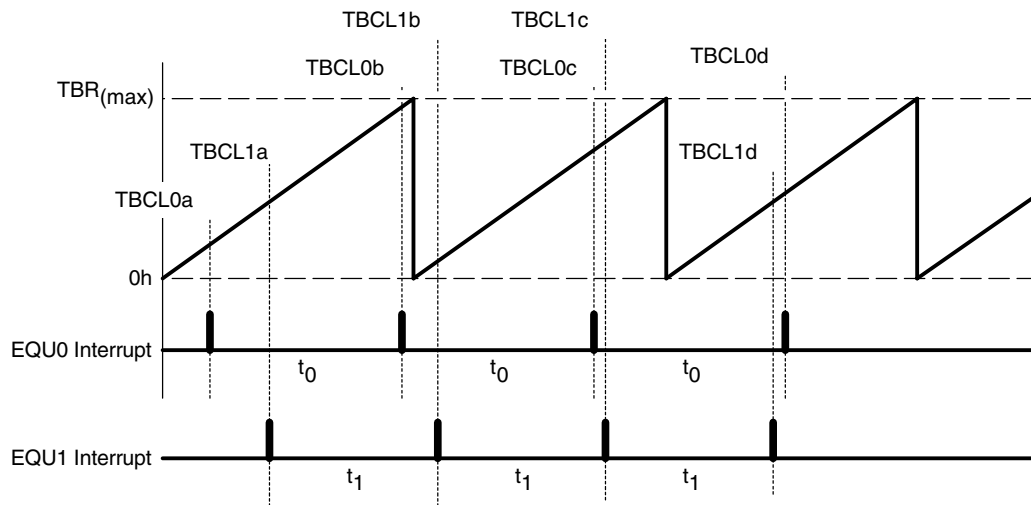 TBCL1b
TBCL1c
TBCL0b
TBCL0c
TBCL0d
TBR(max)
TBCL1a
TBCL1d
TBCL0a
0h
EQU0 Interrupt
t0
t0
t0
EQU1 Interrupt
t1
t1
t1